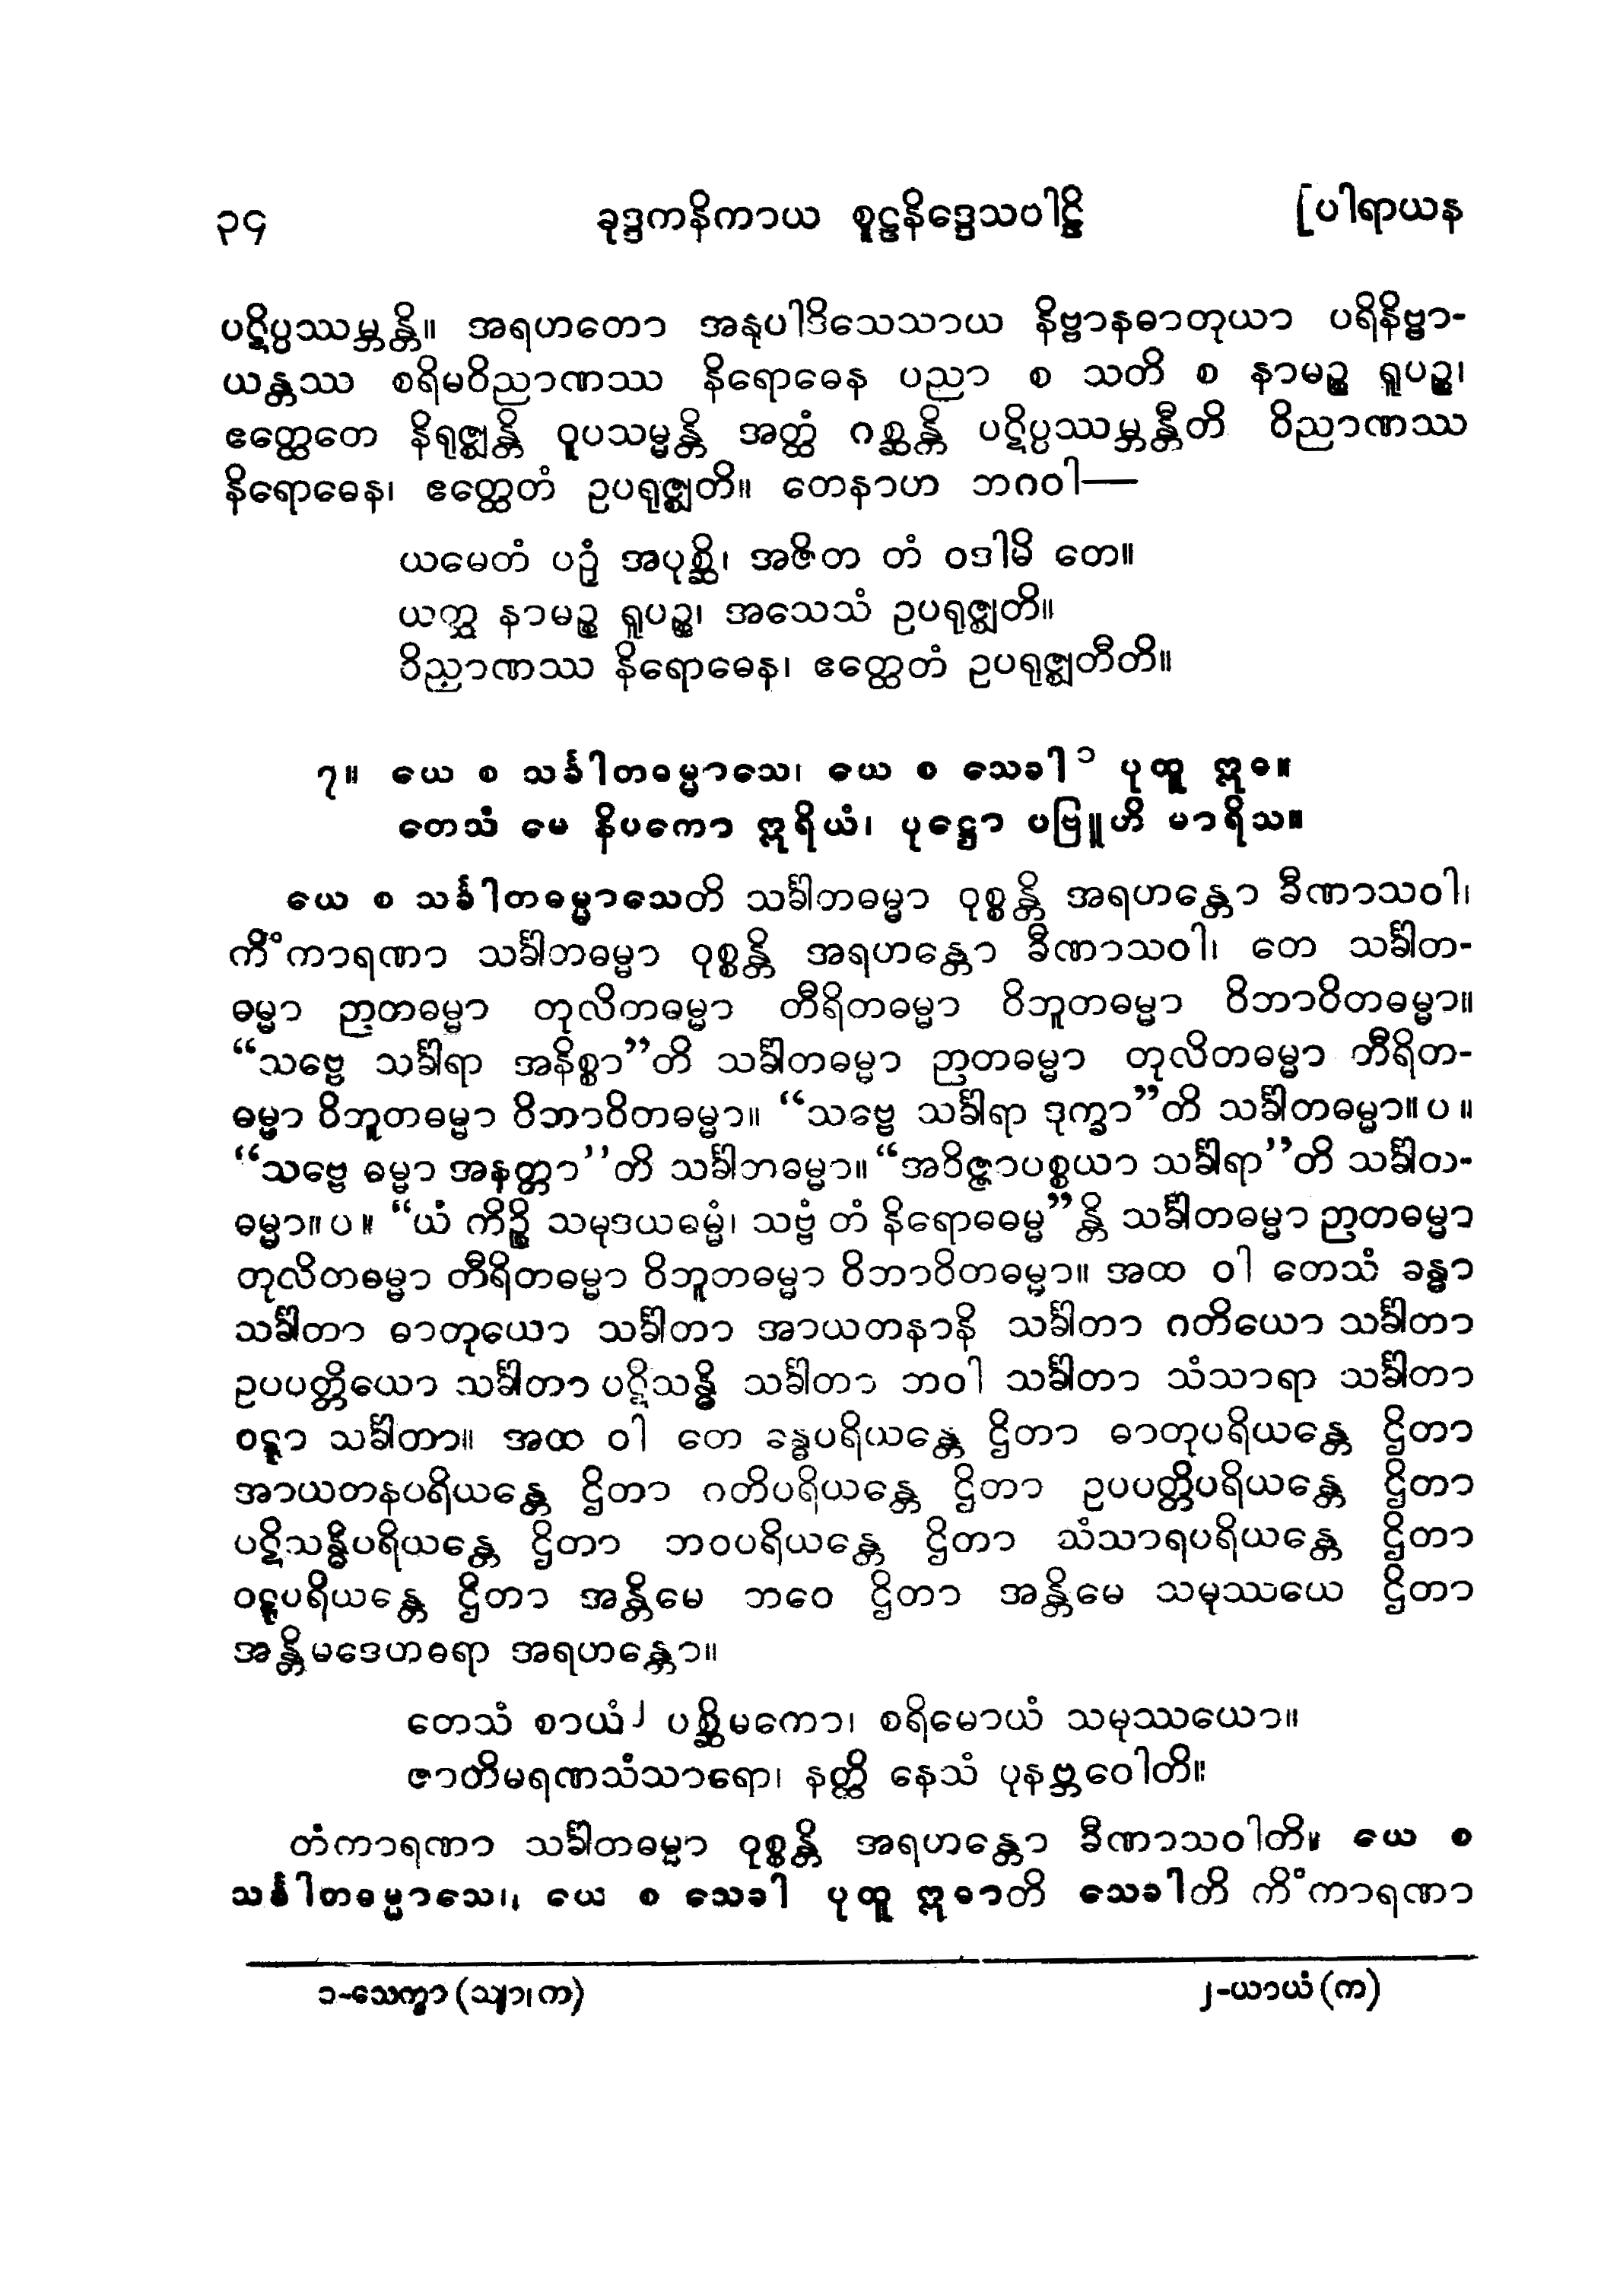 ၃၄ ခုဒ္ဒကနိကာယ စူဠနိဒ္ဒေသပါဠိ [ပါရာယန
ပဋိပ္ပဿမ္ဘန္တိ။ အရဟတော အနုပါဒိသေသာယ နိဗ္ဗာနဓာတုယာ ပရိနိဗ္ဗာ-
ယန္တဿ စရိမဝိညာဏဿ နိရောဓေန ပညာ စ သတိ စ နာမဉ္စ ရူပဉ္စ၊
ဧတ္ထေတေ နိရုဇ္ဈန္တိ ဝူပသမ္မန္တိ အတ္ထံ ဂစ္ဆန္တိ ပဋိပ္ပဿမ္ဘန္တီတိ ဝိညာဏဿ
နိရောဓေန၊ ဧတ္ထေတံ ဥပရုဇ္ဈတိ။ တေနာဟ ဘဂဝါ—
ယမေတံ ပဉှံ အပုစ္ဆိ၊ အဇိတ တံ ဝဒါမိ တေ။
ယတ္ထ နာမဉ္စ ရူပဉ္စ၊ အသေသံ ဥပရုဇ္ဈတိ။
ဝိညာဏဿ နိရောဓေန၊ ဧတ္ထေတံ ဥပရုဇ္ဈတီတိ။
၇။ ယေ စ သင်္ခါတဓမ္မာသေ၊ ယေ စ သေခါ ၁ ပုထူ ဣဓ။
တေသံ မေ နိပကော ဣရိယံ၊ ပုဋ္ဌော ပဗြူဟိ မာရိသ။
ယေ စ သင်္ခါတဓမ္မာသေတိ သင်္ခါတဓမ္မာ ဝုစ္စန္တိ အရဟန္တော ခီဏာသဝါ၊
ကိံကာရဏာ သင်္ခါတဓမ္မာ ဝုစ္စန္တိ အရဟန္တော ခီဏာသဝါ၊ တေ သင်္ခါတ-
ဓမ္မာ ဉာတဓမ္မာ တုလိတဓမ္မာ တီရိတဓမ္မာ ဝိဘူတဓမ္မာ ဝိဘာဝိတဓမ္မာ။
“သဗ္ဗေ သင်္ခါရာ အနိစ္စာ”တိ သင်္ခါတဓမ္မာ ဉာတဓမ္မာ တုလိတဓမ္မာ တီရိတ-
ဓမ္မာ ဝိဘူတဓမ္မာ ဝိဘာဝိတဓမ္မာ။ “သဗ္ဗေ သင်္ခါရာ ဒုက္ခာ”တိ သင်္ခါတဓမ္မာ။ ပ ။
“သဗ္ဗေ ဓမ္မာ အနတ္တာ”တိ သင်္ခါတဓမ္မာ။ “အဝိဇ္ဇာပစ္စယာ သင်္ခါရာ”တိ သင်္ခါတ-
ဓမ္မာ။ ပ ။ “ယံ ကိဉ္စိ သမုဒယဓမ္မံ၊ သဗ္ဗံ တံ နိရောဓဓမ္မ”န္တိ သင်္ခါတဓမ္မာ ဉာတဓမ္မာ
တုလိတဓမ္မာ တီရိတဓမ္မာ ဝိဘူတဓမ္မာ ဝိဘာဝိတဓမ္မာ။ အထ ဝါ တေသံ ခန္ဓာ
သင်္ခါတာ ဓာတုယော သင်္ခါတာ အာယတနာနိ သင်္ခါတာ ဂတိယော သင်္ခါတာ
ဥပပတ္တိယော သင်္ခါတာ ပဋိသန္ဓိ သင်္ခါတာ ဘဝါ သင်္ခါတာ သံသာရာ သင်္ခါတာ
ဝဋ္ဋာ သင်္ခါတာ။ အထ ဝါ တေ ခန္ဓပရိယန္တေ ဌိတာ ဓာတုပရိယန္တေ ဌိတာ
အာယတနပရိယန္တေ ဌိတာ ဂတိပရိယန္တေ ဌိတာ ဥပပတ္တိပရိယန္တေ ဌိတာ
ပဋိသန္ဓိပရိယန္တေ ဌိတာ ဘဝပရိယန္တေ ဌိတာ သံသာရပရိယန္တေ ဌိတာ
ဝဋ္ဋပရိယန္တေ ဌိတာ အန္တိမေ ဘဝေ ဌိတာ အန္တိမေ သမုဿယေ ဌိတာ
အန္တိမဒေဟဓရာ အရဟန္တော။
တေသံ စာယံ ၂ ပစ္ဆိမကော၊ စရိမောယံ သမုဿယော။
ဇာတိမရဏသံသာရော၊ နတ္ထိ နေသံ ပုနဗ္ဘဝေါတိ။
တံကာရဏာ သင်္ခါတဓမ္မာ ဝုစ္စန္တိ အရဟန္တော ခီဏာသဝါတိ။ ယေ စ
သင်္ခါတဓမ္မာသေ၊ ယေ စ သေခါ ပုထူ ဣဓာတိ သေခါတိ ကိံကာရဏာ
၁-သေက္ခာ (သျာ၊ က) ၂-ယာယံ (က)